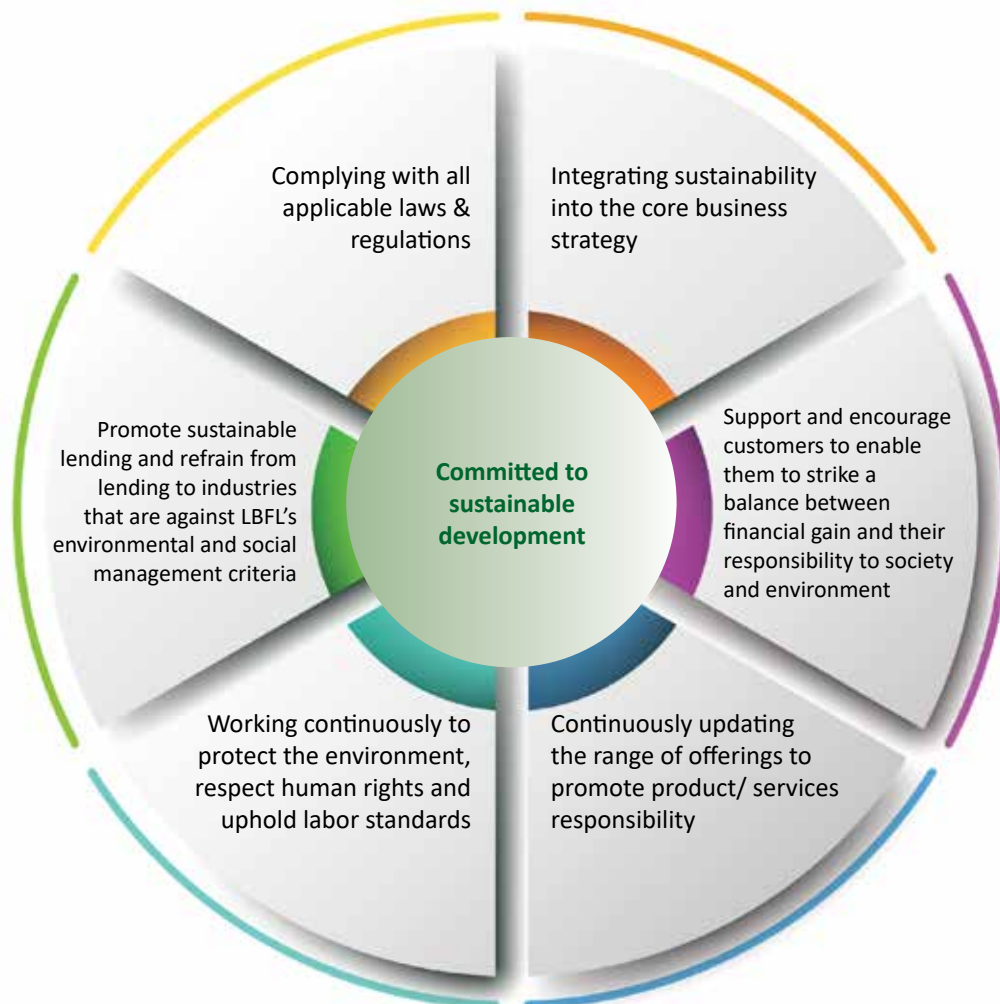 Complying with all
applicable laws &
regulations
Integrating sustainability
into the core business
strategy
Support and encourage
customers to enable
them to strike a
balance between
financial gain and their
responsibility to society
and environment
Continuously updating
the range of offerings to
promote product/ services
responsibility
Working continuously to
protect the environment,
respect human rights and
uphold labor standards
Promote sustainable
lending and refrain from
lending to industries
that are against LBFL’s
environmental and social
management criteria
Committed to
sustainable
development